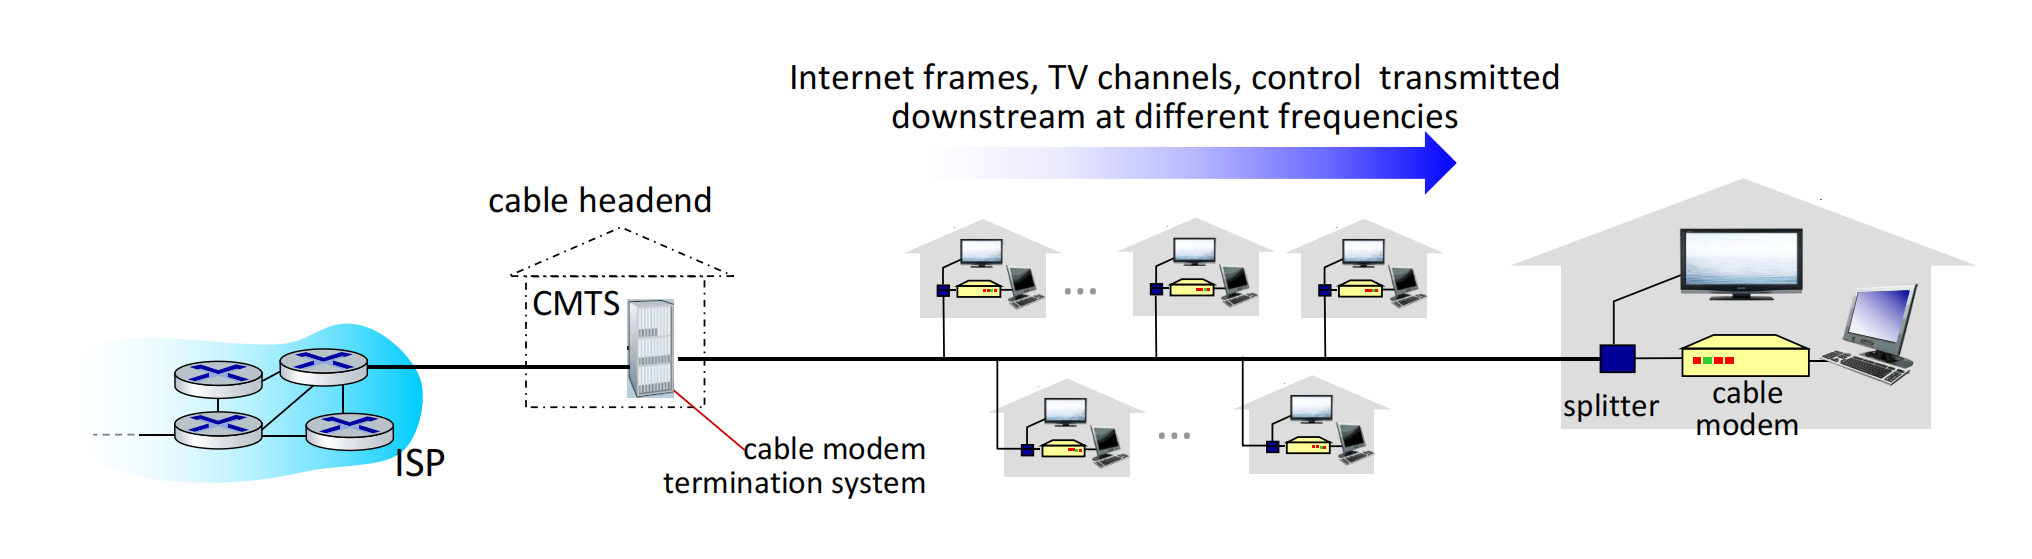 Internet frames, TV channels, control transmitted
downstream at different frequencies
cable headend
CMTS
ISP
cable modem
termination system
splitter
cable
modem